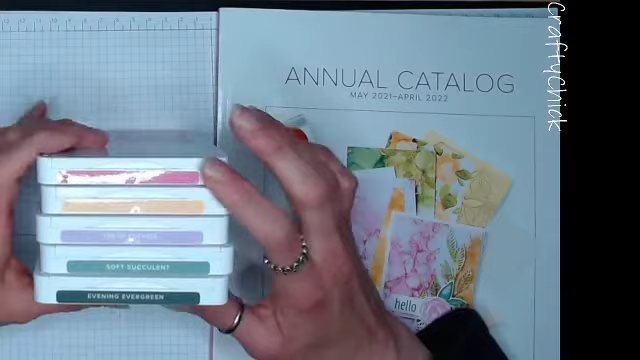 ANNUAL CATALOG
MAY 2021-APRIL 2022
SOFT SUCCULENT
EVENING EVERGREEN
hello
CraftyChick